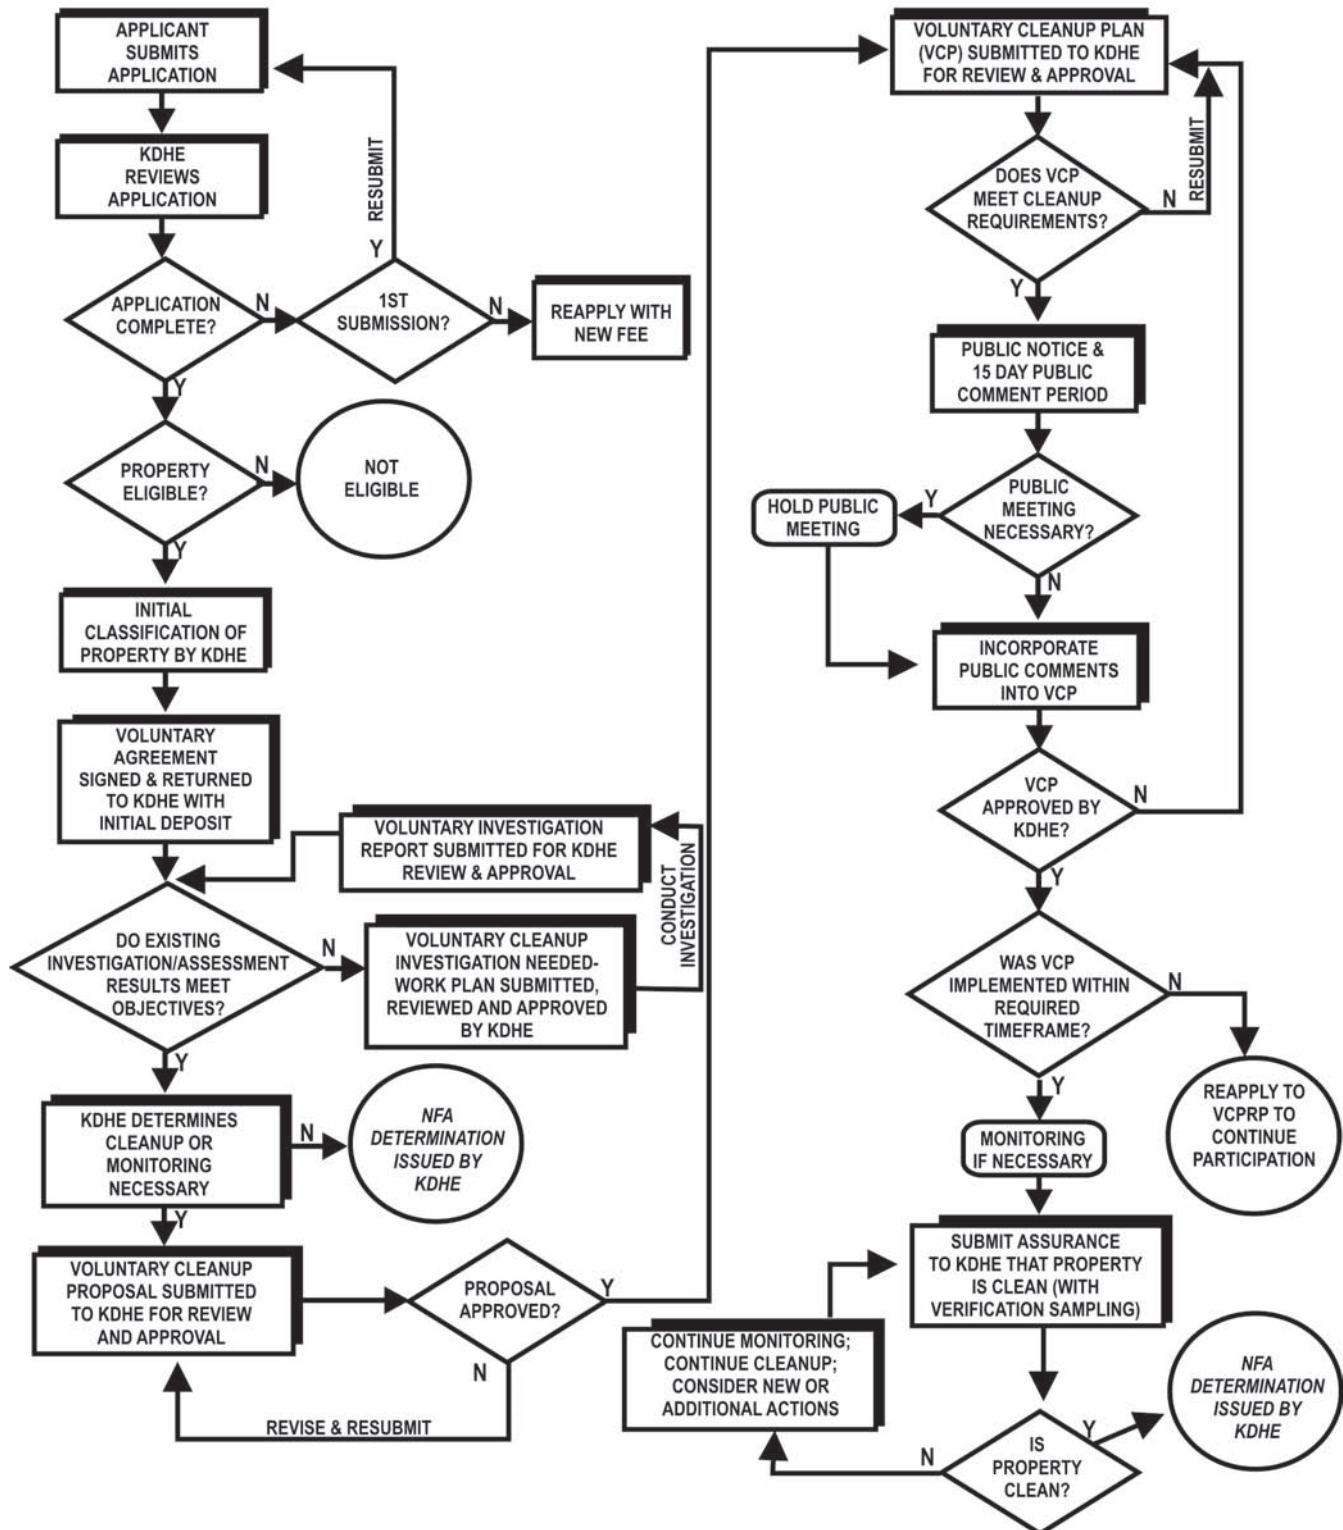 APPLICANT
SUBMITS
APPLICATION
KDHE
REVIEWS
APPLICATION
RESUBMIT
Y
APPLICATION
COMPLETE?
N
1ST
SUBMISSION?
N
REAPPLY WITH
NEW FEE
Y
PROPERTY
ELIGIBLE?
N
NOT
ELIGIBLE
Y
INITIAL
CLASSIFICATION OF
PROPERTY BY KDHE
VOLUNTARY
AGREEMENT
SIGNED & RETURNED
TO KDHE WITH
INITIAL DEPOSIT
VOLUNTARY INVESTIGATION
REPORT SUBMITTED FOR KDHE
REVIEW & APPROVAL
CONDUCT
INVESTIGATION
DO EXISTING
INVESTIGATION/ASSESSMENT
RESULTS MEET
OBJECTIVES?
N
VOLUNTARY CLEANUP
INVESTIGATION NEEDED-
WORK PLAN SUBMITTED,
REVIEWED AND APPROVED
BY KDHE
Y
KDHE DETERMINES
CLEANUP OR
MONITORING
NECESSARY
N
NFA
DETERMINATION
ISSUED BY
KDHE
Y
VOLUNTARY CLEANUP
PROPOSAL SUBMITTED
TO KDHE FOR REVIEW
AND APPROVAL
PROPOSAL
APPROVED?
Y
N
REVISE & RESUBMIT
VOLUNTARY CLEANUP PLAN
(VCP) SUBMITTED TO KDHE
FOR REVIEW & APPROVAL
RESUBMIT
DOES VCP
MEET CLEANUP
REQUIREMENTS?
N
Y
PUBLIC NOTICE &
15 DAY PUBLIC
COMMENT PERIOD
PUBLIC
MEETING
NECESSARY?
Y
HOLD PUBLIC
MEETING
N
INCORPORATE
PUBLIC COMMENTS
INTO VCP
VCP
APPROVED BY
KDHE?
N
Y
WAS VCP
IMPLEMENTED WITHIN
REQUIRED
TIMEFRAME?
N
REAPPLY TO
VCPRP TO
CONTINUE
PARTICIPATION
Y
MONITORING
IF NECESSARY
SUBMIT ASSURANCE
TO KDHE THAT PROPERTY
IS CLEAN (WITH
VERIFICATION SAMPLING)
CONTINUE MONITORING;
CONTINUE CLEANUP;
CONSIDER NEW OR
ADDITIONAL ACTIONS
N
IS
PROPERTY
CLEAN?
Y
NFA
DETERMINATION
ISSUED BY
KDHE